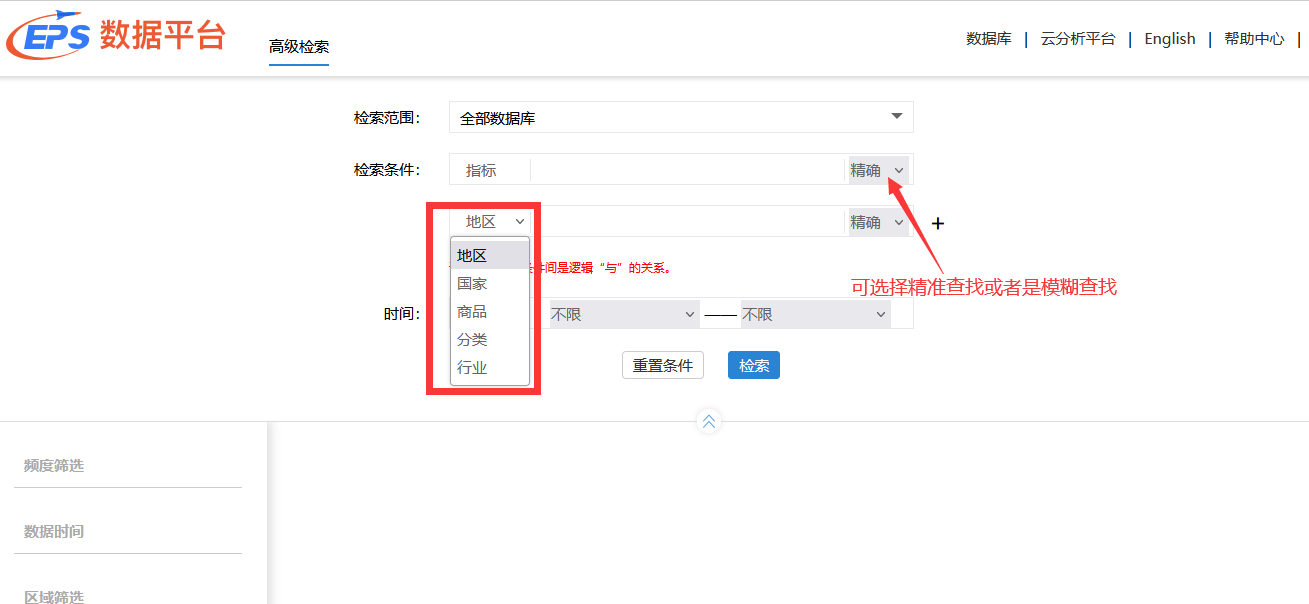 EPS 数据平台
高级检索
数据库 | 云分析平台 | English | 帮助中心 |
检索范围：
全部数据库
检索条件：
指标
精确
地区
精确
+
地区
国家
商品
分类
行业
件间是逻辑“与”的关系。
可选择精准查找或者是模糊查找
时间：
不限 —— 不限
重置条件
检索
频度筛选
数据时间
区域筛选